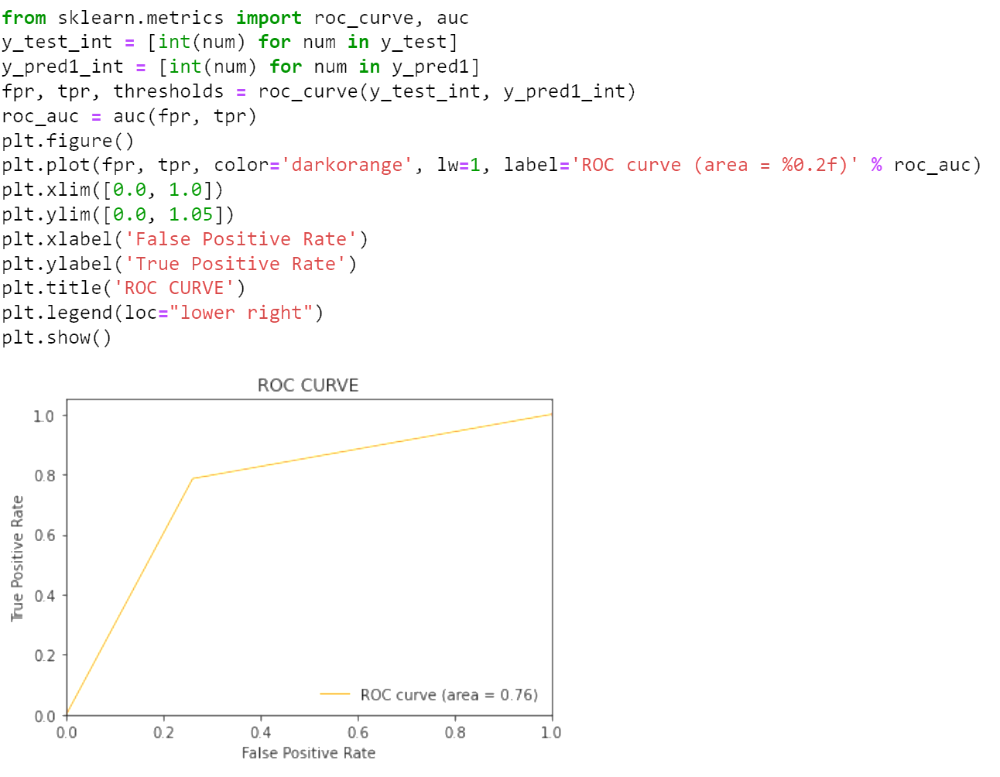 from sklearn.metrics import roc_curve, auc
y_test_int = [int(num) for num in y_test]
y_pred1_int = [int(num) for num in y_pred1]
fpr, tpr, thresholds = roc_curve(y_test_int, y_pred1_int)
roc_auc = auc(fpr, tpr)
plt.figure()
plt.plot(fpr, tpr, color='darkorange', lw=1, label='ROC curve (area = %0.2f)' % roc_auc)
plt.xlim([0.0, 1.0])
plt.ylim([0.0, 1.05])
plt.xlabel('False Positive Rate')
plt.ylabel('True Positive Rate')
plt.title('ROC CURVE')
plt.legend(loc="lower right")
plt.show()
ROC CURVE
True Positive Rate
1.0
0.8
0.6
0.4
0.2
0.0
ROC curve (area = 0.76)
0.0 0.2 0.4 0.6 0.8 1.0
False Positive Rate